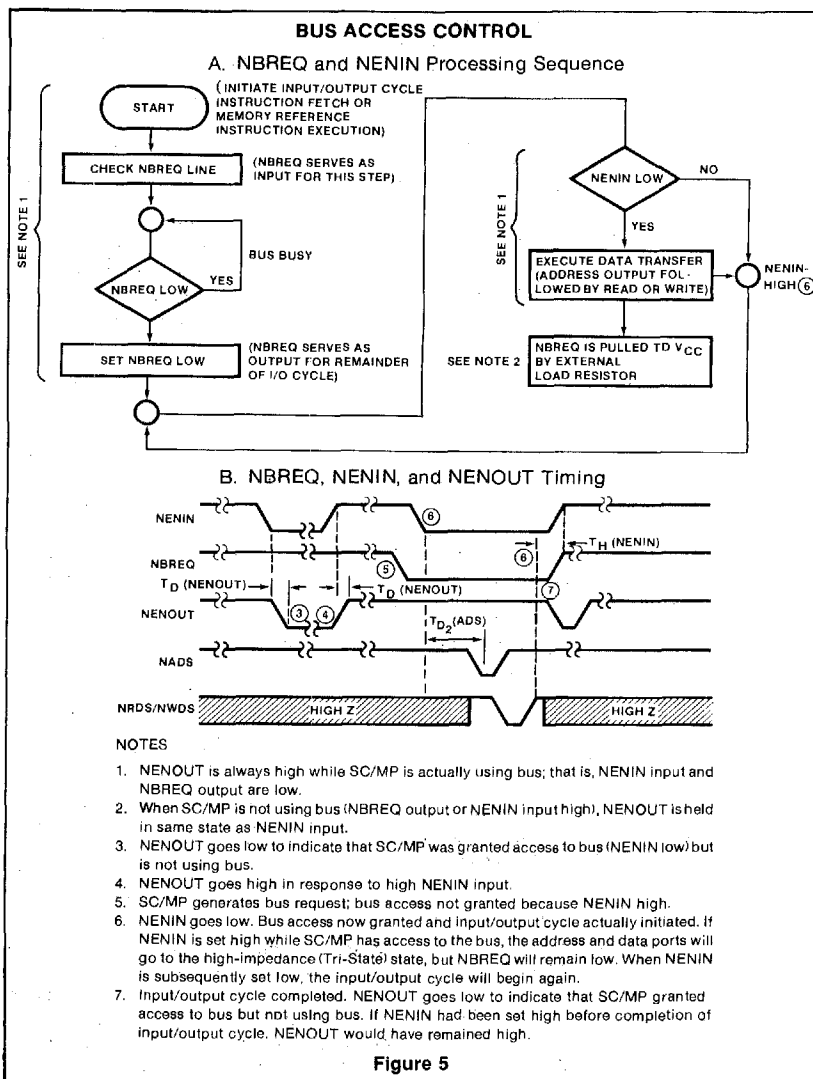 BUS ACCESS CONTROL
A. NBREQ and NENIN Processing Sequence
START
(INITIATE INPUT/OUTPUT CYCLE
INSTRUCTION FETCH OR
MEMORY REFERENCE
INSTRUCTION EXECUTION)
SEE NOTE 1
CHECK NBREQ LINE
(NBREQ SERVES AS
INPUT FOR THIS STEP)
BUS BUSY
NBREQ LOW
YES
SET NBREQ LOW
(NBREQ SERVES AS
OUTPUT FOR REMAINDER
OF I/O CYCLE)
NENIN LOW
NO
YES
SEE NOTE 1
EXECUTE DATA TRANSFER
(ADDRESS OUTPUT FOL-
LOWED BY READ OR WRITE)
NENIN-
HIGH ⑥
SEE NOTE 2
NBREQ IS PULLED TD VCC
BY EXTERNAL
LOAD RESISTOR
B. NBREQ, NENIN, and NENOUT Timing
NENIN
⑥
TH (NENIN)
NBREQ
⑤
⑥
TD (NENOUT)
TD (NENOUT)
⑦
NENOUT
③
④
TD2(ADS)
NADS
NRDS/NWDS
HIGH Z
HIGH Z
NOTES
1. NENOUT is always high while SC/MP is actually using bus; that is, NENIN input and
NBREQ output are low.
2. When SC/MP is not using bus (NBREQ output or NENIN input high), NENOUT is held
in same state as NENIN input.
3. NENOUT goes low to indicate that SC/MP was granted access to bus (NENIN low) but
is not using bus.
4. NENOUT goes high in response to high NENIN input.
5. SC/MP generates bus request; bus access not granted because NENIN high.
6. NENIN goes low. Bus access now granted and input/output cycle actually initiated. If
NENIN is set high while SC/MP has access to the bus, the address and data ports will
go to the high-impedance (Tri-State) state, but NBREQ will remain low. When NENIN
is subsequently set low, the input/output cycle will begin again.
7. Input/output cycle completed. NENOUT goes low to indicate that SC/MP granted
access to bus but not using bus. If NENIN had been set high before completion of
input/output cycle. NENOUT would have remained high.
Figure 5